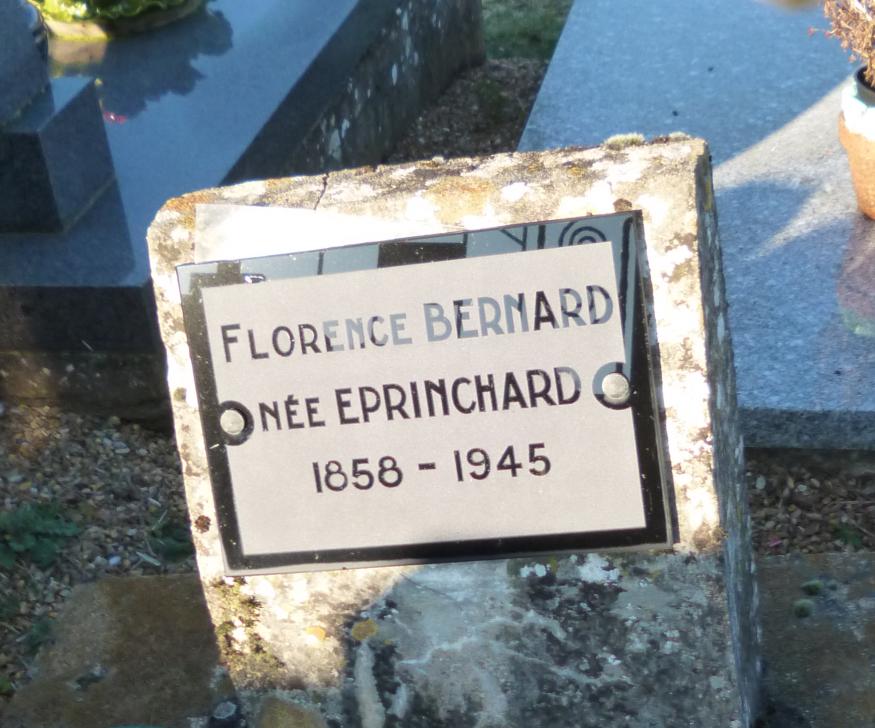 FLORENCE BERNARD
NÉE EPRINCHARD
1858 - 1945